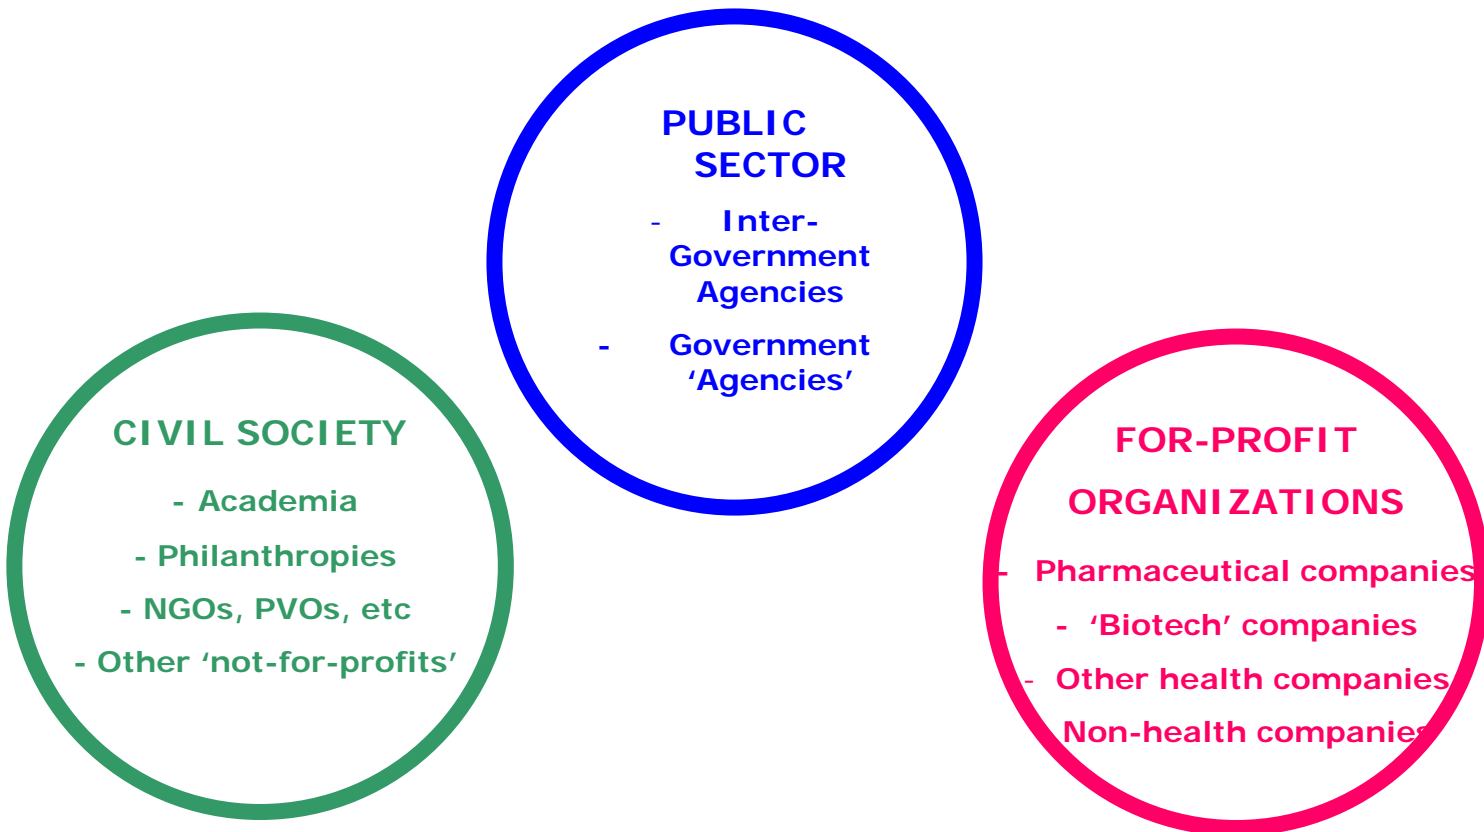 PUBLIC
SECTOR
- Inter-
Government
Agencies
- Government
‘Agencies’
CIVIL SOCIETY
- Academia
- Philanthropies
- NGOs, PVOs, etc
- Other ‘not-for-profits’
FOR-PROFIT
ORGANIZATIONS
- Pharmaceutical companies
- ‘Biotech’ companies
- Other health companies
Non-health companies